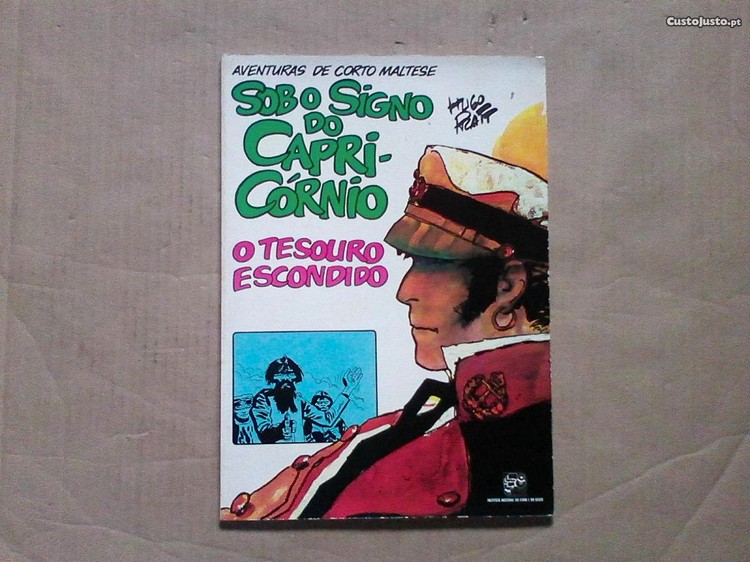 CustoJusto.pt
AVENTURAS DE CORTO MALTESE
SOB O SIGNO
DO
CAPRI-
CÓRNIO
HUGO
PRATT
O TESOURO
ESCONDIDO